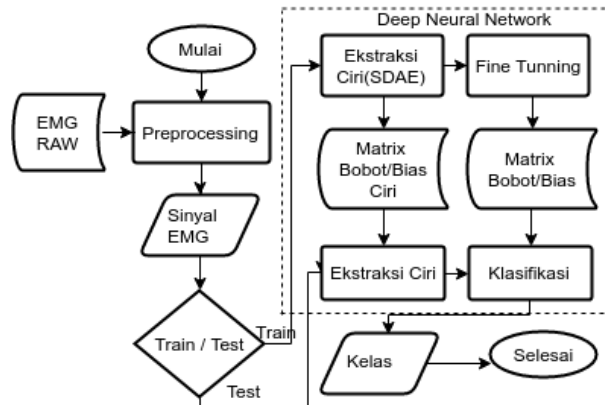 Deep Neural Network
Mulai
Ekstraksi
Ciri(SDAE)
Fine Tunning
EMG
RAW
Preprocessing
Matrix
Bobot/Bias
Ciri
Matrix
Bobot/Bias
Sinyal
EMG
Ekstraksi Ciri
Klasifikasi
Train / Test
Train
Test
Kelas
Selesai